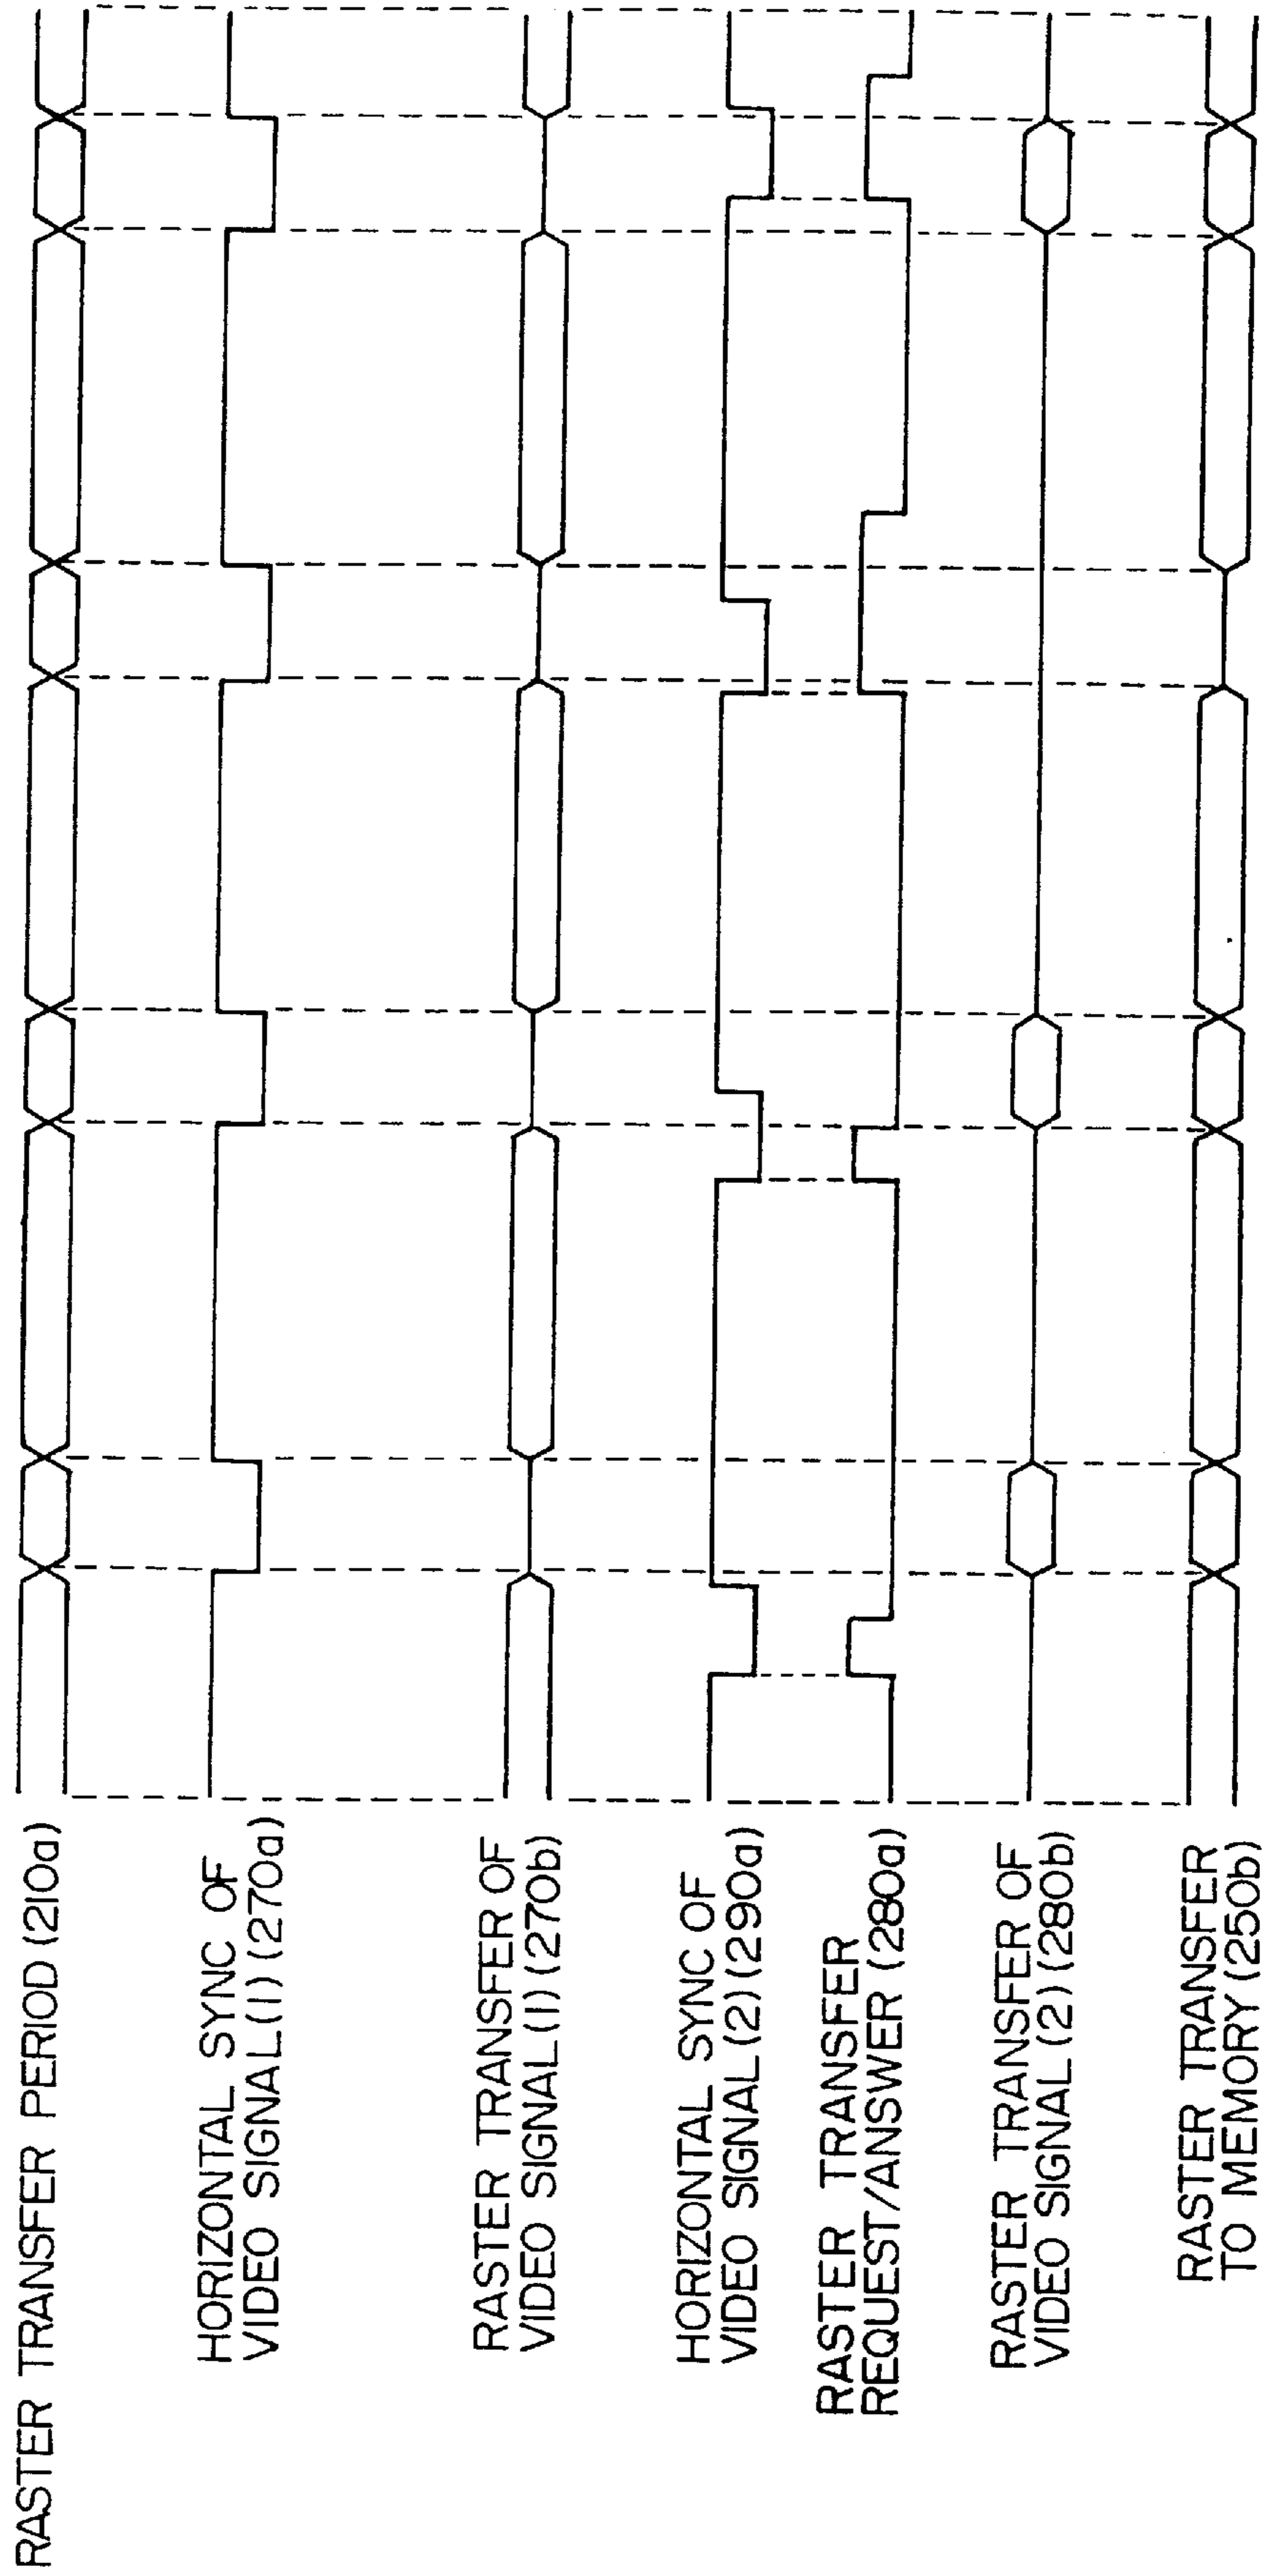 RASTER TRANSFER PERIOD (210a)
HORIZONTAL SYNC OF
VIDEO SIGNAL(1) (270a)
RASTER TRANSFER OF
VIDEO SIGNAL(1) (270b)
HORIZONTAL SYNC OF
VIDEO SIGNAL(2) (290a)
RASTER TRANSFER
REQUEST/ANSWER (280a)
RASTER TRANSFER OF
VIDEO SIGNAL(2) (280b)
RASTER TRANSFER
TO MEMORY (250b)